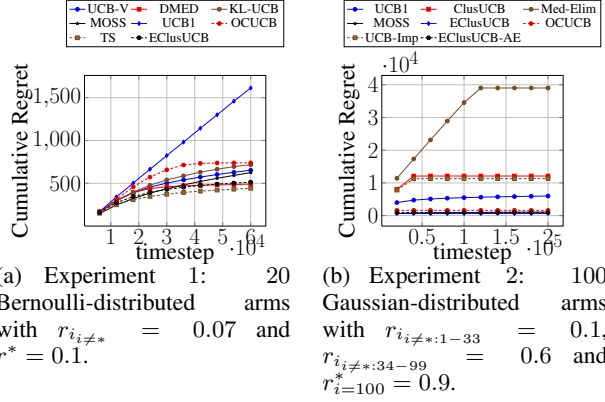 UCB-V DMED KL-UCB
MOSS UCB1 OCUCB
TS EClusUCB
Cumulative Regret
1,500
1,000
500
1 2 3 4 5 6
·10^4
timestep
(a) Experiment 1: 20
Bernoulli-distributed arms
with r_{i_{i≠*}} = 0.07 and
r^* = 0.1.
UCB1 ClusUCB Med-Elim
MOSS EClusUCB OCUCB
UCB-Imp EClusUCB-AE
·10^4
Cumulative Regret
4
3
2
1
0
0.5 1 1.5 2
·10^5
timestep
(b) Experiment 2: 100
Gaussian-distributed arms
with r_{i_{i≠*:1−33}} = 0.1,
r_{i_{i≠*:34−99}} = 0.6 and
r^*_{i=100} = 0.9.